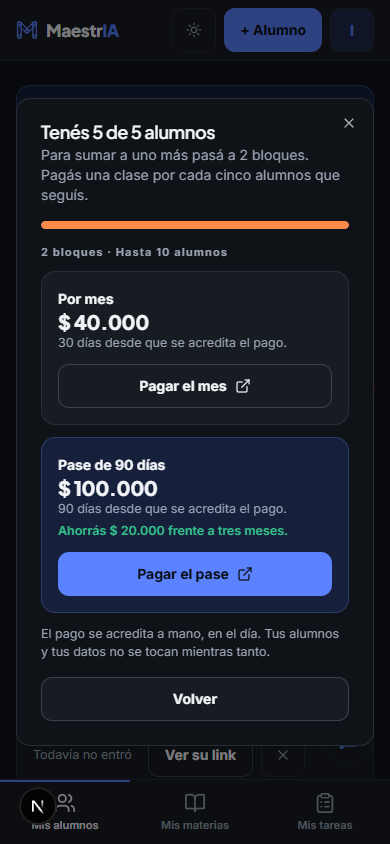 MaestrIA
+ Alumno
I
Tenés 5 de 5 alumnos
Para sumar a uno más pasá a 2 bloques.
Pagás una clase por cada cinco alumnos que
seguís.
2 bloques · Hasta 10 alumnos
Por mes
$ 40.000
30 días desde que se acredita el pago.
Pagar el mes
Pase de 90 días
$ 100.000
90 días desde que se acredita el pago.
Ahorrás $ 20.000 frente a tres meses.
Pagar el pase
El pago se acredita a mano, en el día. Tus alumnos
y tus datos no se tocan mientras tanto.
Volver
Todavía no entró
Ver su link
N
Mis alumnos
Mis materias
Mis tareas